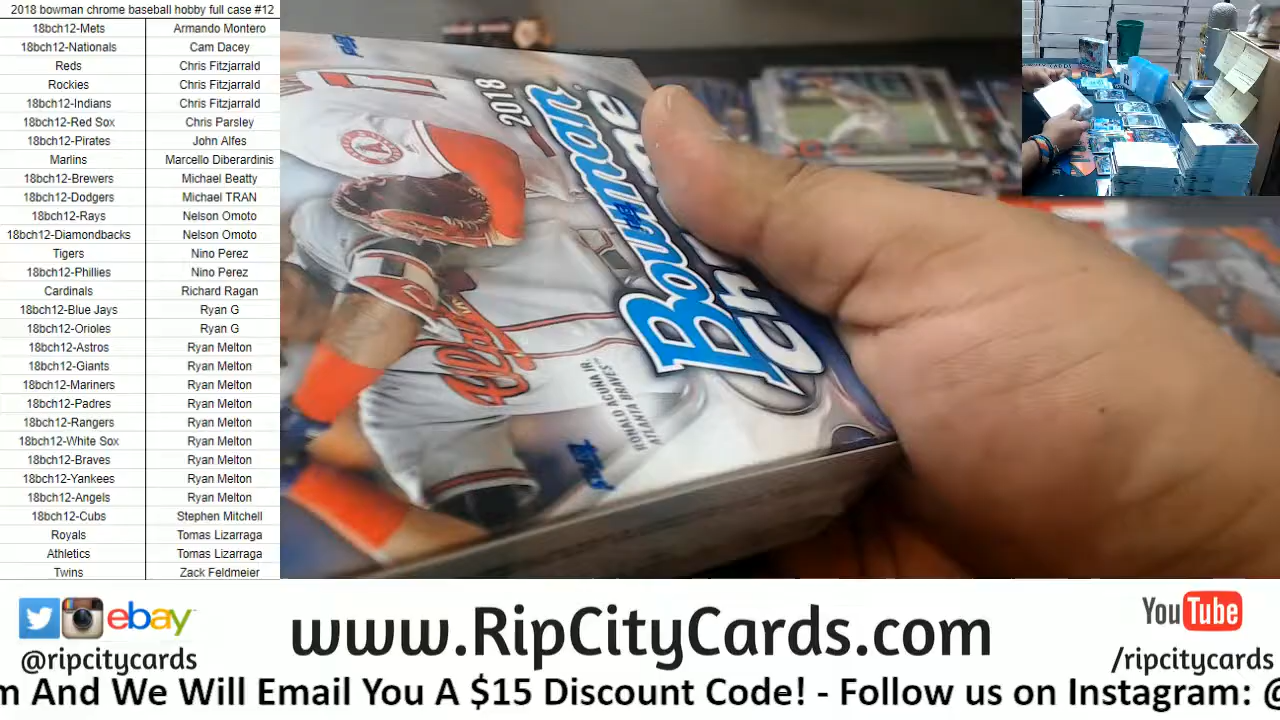 2018 bowman chrome baseball hobby full case #12
18bch12-Mets Armando Montero
18bch12-Nationals Cam Dacey
Reds Chris Fitzjarrald
Rockies Chris Fitzjarrald
18bch12-Indians Chris Fitzjarrald
18bch12-Red Sox Chris Parsley
18bch12-Pirates John Alfes
Marlins Marcello Diberardinis
18bch12-Brewers Michael Beatty
18bch12-Dodgers Michael TRAN
18bch12-Rays Nelson Omoto
18bch12-Diamondbacks Nelson Omoto
Tigers Nino Perez
18bch12-Phillies Nino Perez
Cardinals Richard Ragan
18bch12-Blue Jays Ryan G
18bch12-Orioles Ryan G
18bch12-Astros Ryan Melton
18bch12-Giants Ryan Melton
18bch12-Mariners Ryan Melton
18bch12-Padres Ryan Melton
18bch12-Rangers Ryan Melton
18bch12-White Sox Ryan Melton
18bch12-Braves Ryan Melton
18bch12-Yankees Ryan Melton
18bch12-Angels Ryan Melton
18bch12-Cubs Stephen Mitchell
Royals Tomas Lizarraga
Athletics Tomas Lizarraga
Twins Zack Feldmeier
2018
Bowman
RONALD ACUÑA JR.
ATLANTA BRAVES
topps
ebay
@ripcitycards
www.RipCityCards.com
YouTube
/ripcitycards
m And We Will Email You A $15 Discount Code! - Follow us on Instagram: @